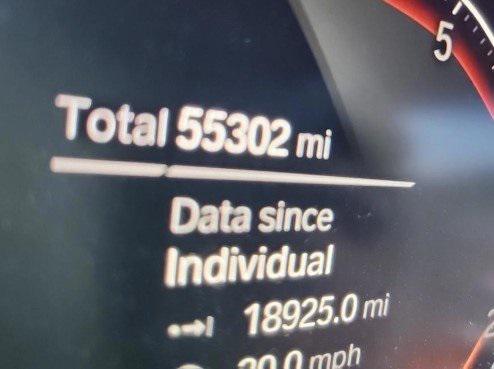 5
Total 55302 mi
Data since
Individual
18925.0 mi
mph